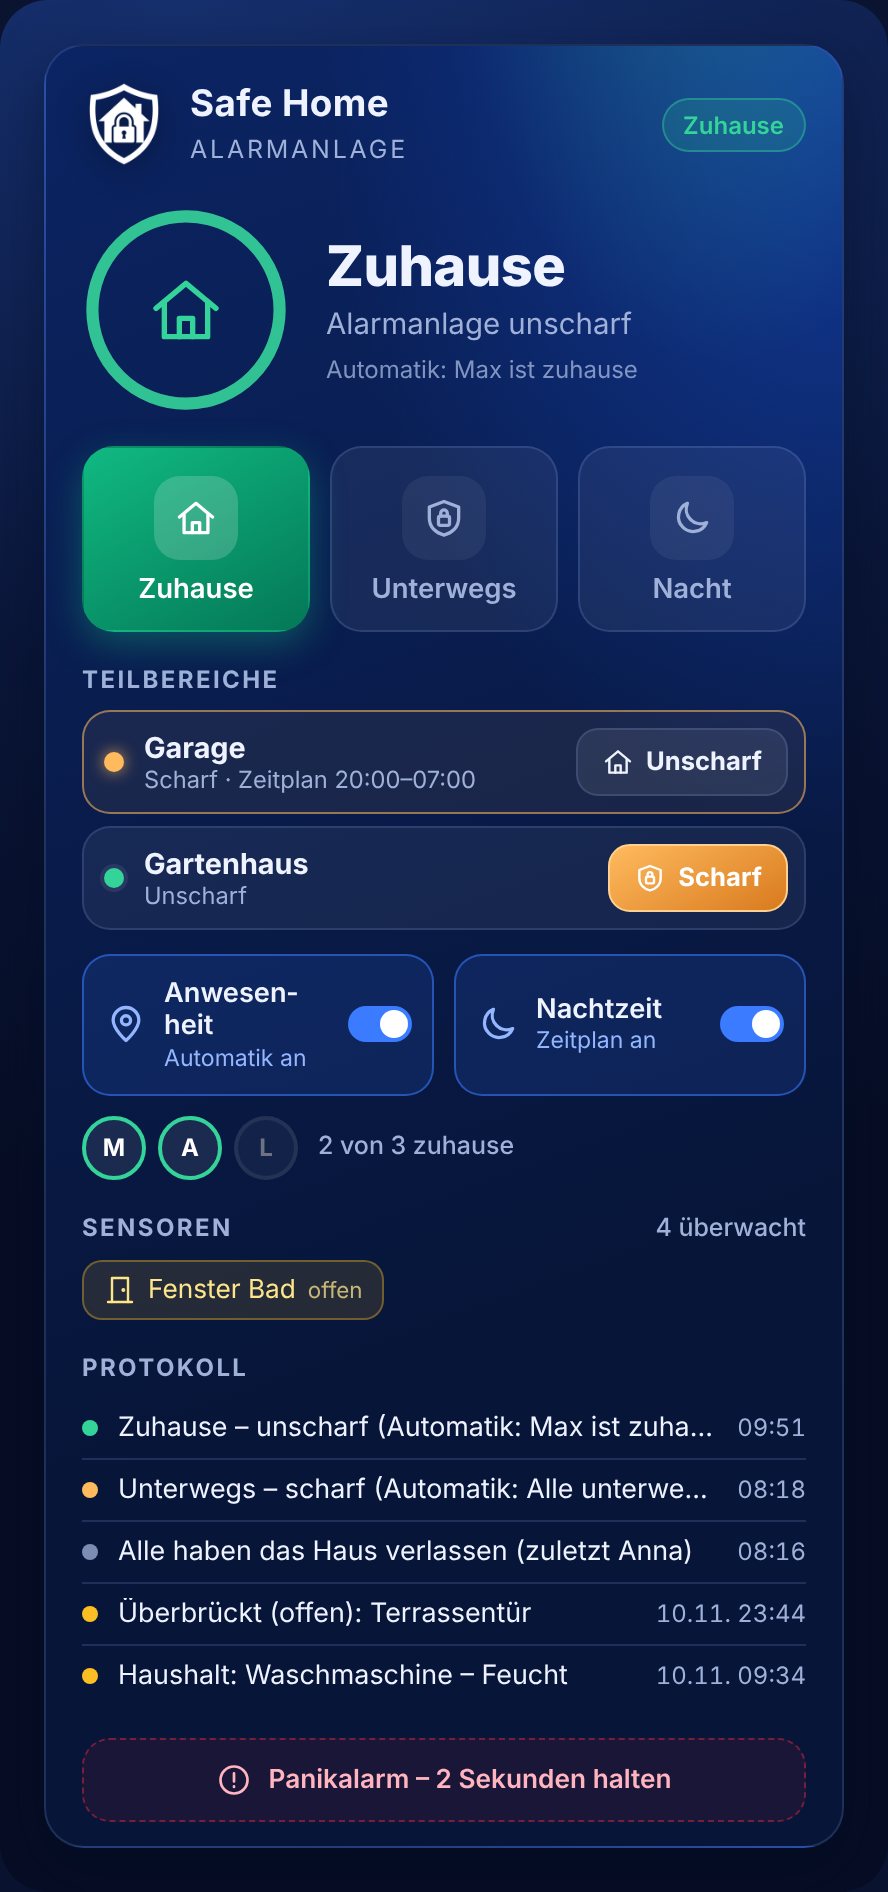 Safe Home
ALARMANLAGE
Zuhause
Zuhause
Alarmanlage unscharf
Automatik: Max ist zuhause
Zuhause
Unterwegs
Nacht
TEILBEREICHE
Garage
Scharf · Zeitplan 20:00–07:00
Unscharf
Gartenhaus
Unscharf
Scharf
Anwesen-
heit
Automatik an
Nachtzeit
Zeitplan an
M A L 2 von 3 zuhause
SENSOREN 4 überwacht
Fenster Bad offen
PROTOKOLL
Zuhause – unscharf (Automatik: Max ist zuha... 09:51
Unterwegs – scharf (Automatik: Alle unterwe... 08:18
Alle haben das Haus verlassen (zuletzt Anna) 08:16
Überbrückt (offen): Terrassentür 10.11. 23:44
Haushalt: Waschmaschine – Feucht 10.11. 09:34
Panikalarm – 2 Sekunden halten